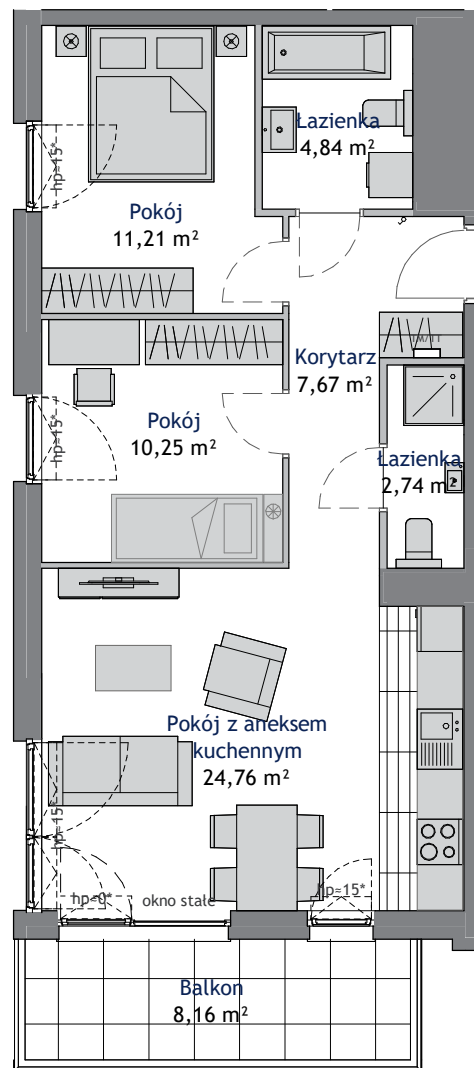 Łazienka
4,84 m²
hp=15*
Pokój
11,21 m²
TM/TT
Korytarz
7,67 m²
hp=15*
Pokój
10,25 m²
Łazienka
2,74 m²
Pokój z aneksem
kuchennym
24,76 m²
hp=15*
hp=0*
okno stałe
hp=15*
Balkon
8,16 m²